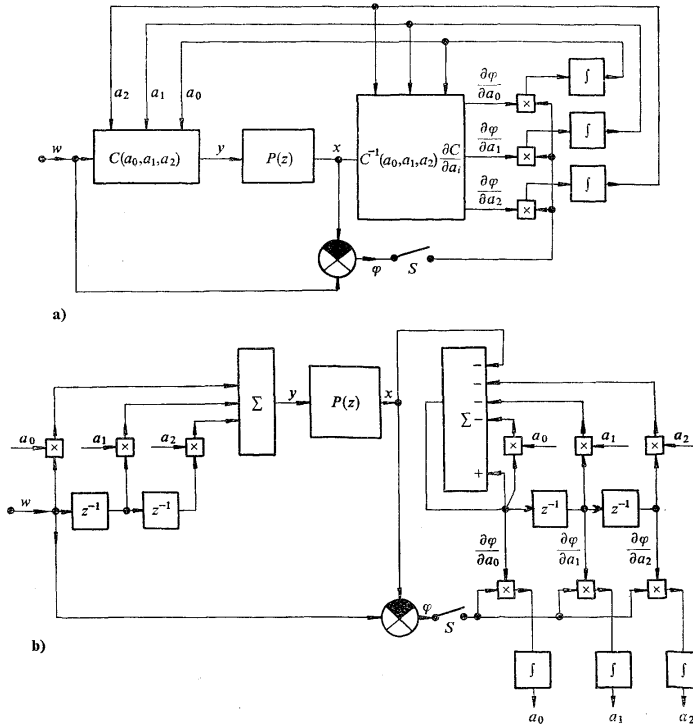 ∂φ/∂a₀ × ∫
a₂ a₁ a₀
w C(a₀,a₁,a₂) y P(z) x C⁻¹(a₀,a₁,a₂) ∂C/∂aᵢ ∂φ/∂a₁ × ∫
∂φ/∂a₂ × ∫
φ S
a)
Σ y P(z) x − − − Σ −
a₀ × a₁ × a₂ × × a₀ × a₁ × a₂
+
w z⁻¹ z⁻¹ z⁻¹ z⁻¹
∂φ/∂a₀ ∂φ/∂a₁ ∂φ/∂a₂
× × ×
φ S
b)
∫ ∫ ∫
a₀ a₁ a₂